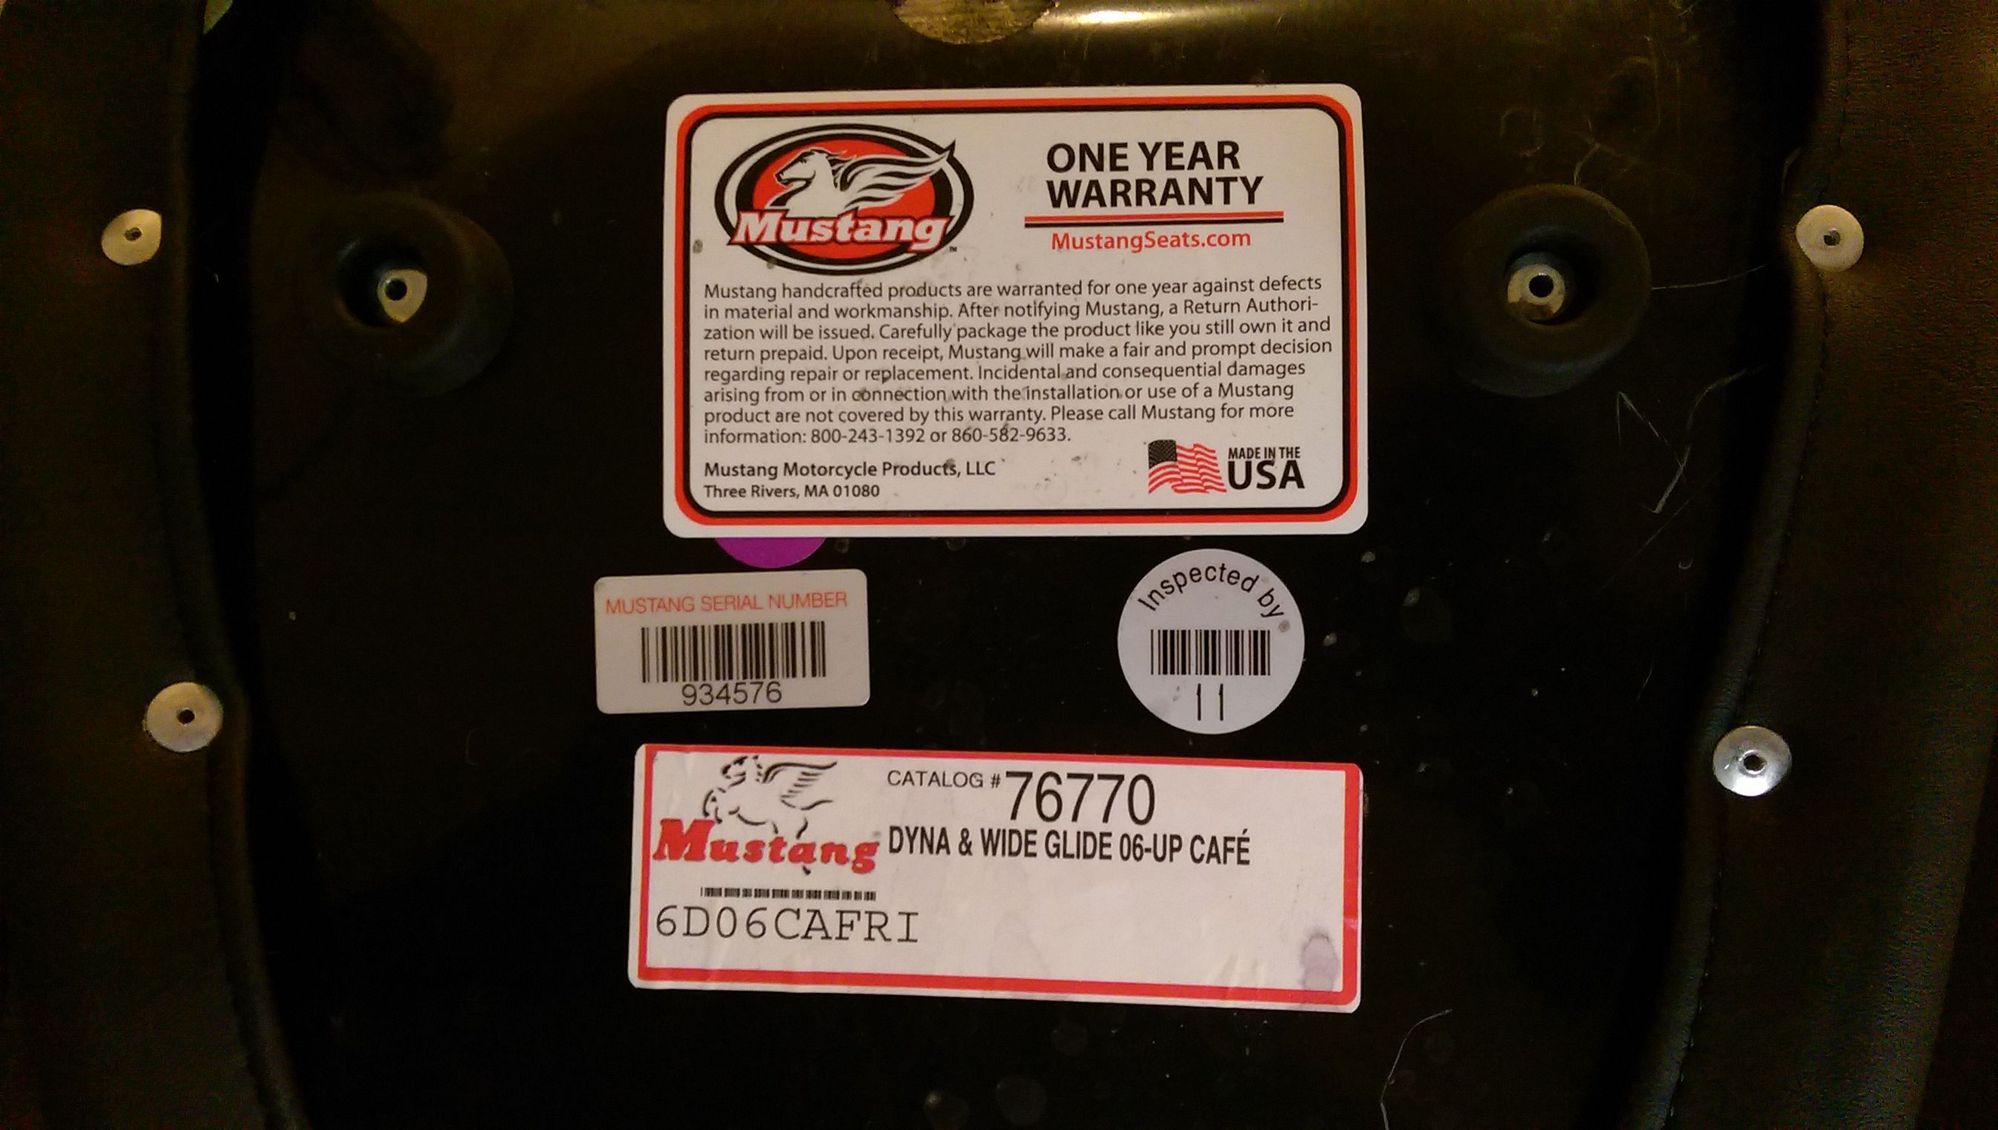 Mustang
ONE YEAR
WARRANTY
MustangSeats.com
Mustang handcrafted products are warranted for one year against defects
in material and workmanship. After notifying Mustang, a Return Authori-
zation will be issued. Carefully package the product like you still own it and
return prepaid. Upon receipt, Mustang will make a fair and prompt decision
regarding repair or replacement. Incidental and consequential damages
arising from or in connection with the installation or use of a Mustang
product are not covered by this warranty. Please call Mustang for more
information: 800-243-1392 or 860-582-9633.
Mustang Motorcycle Products, LLC
Three Rivers, MA 01080
MADE IN THE
USA
MUSTANG SERIAL NUMBER
934576
Inspected by
11
Mustang
CATALOG # 76770
DYNA & WIDE GLIDE 06-UP CAFÉ
6D06CAFRI